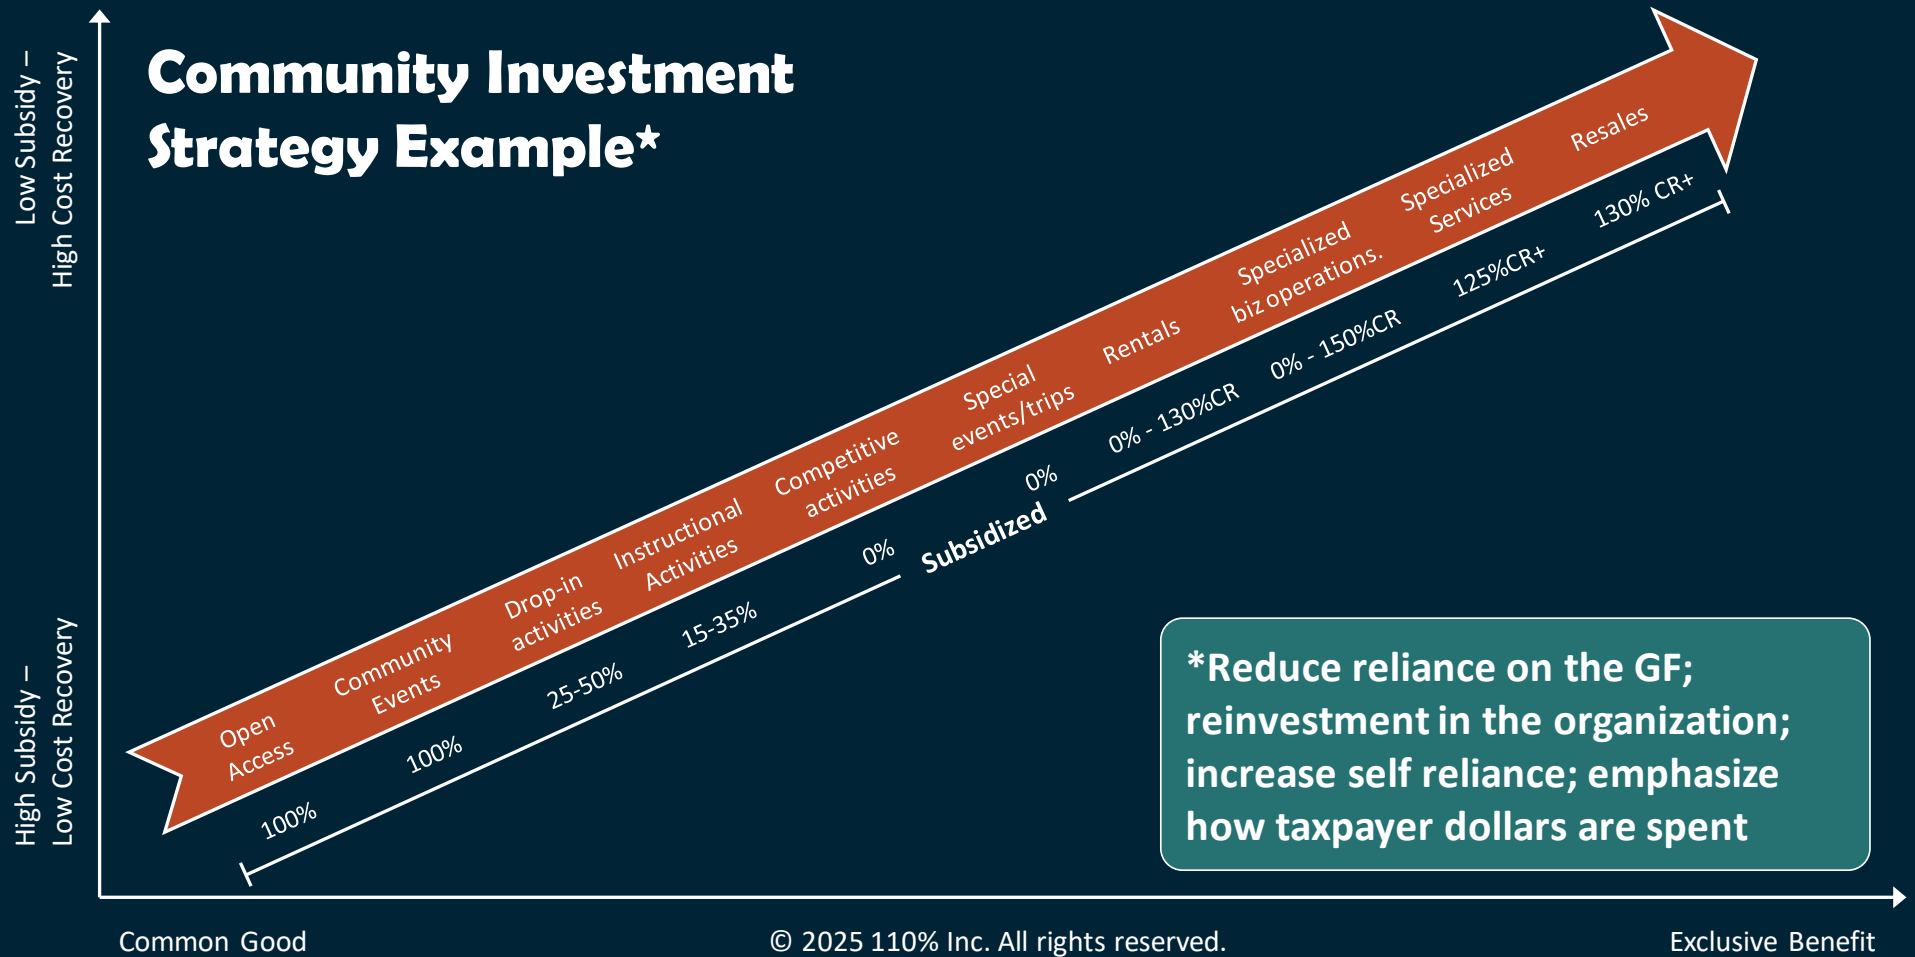 Community Investment
Strategy Example*
Low Subsidy –
High Cost Recovery
High Subsidy –
Low Cost Recovery
Open
Access
Community
Events
Drop-in
activities
Instructional
Activities
Competitive
activities
Special
events/trips
Rentals
Specialized
biz operations.
Specialized
Services
Resales
100%
100%
25-50%
15-35%
0%
0%
0% - 130%CR
0% - 150%CR
125%CR+
130% CR+
Subsidized
*Reduce reliance on the GF;
reinvestment in the organization;
increase self reliance; emphasize
how taxpayer dollars are spent
Common Good
© 2025 110% Inc. All rights reserved.
Exclusive Benefit